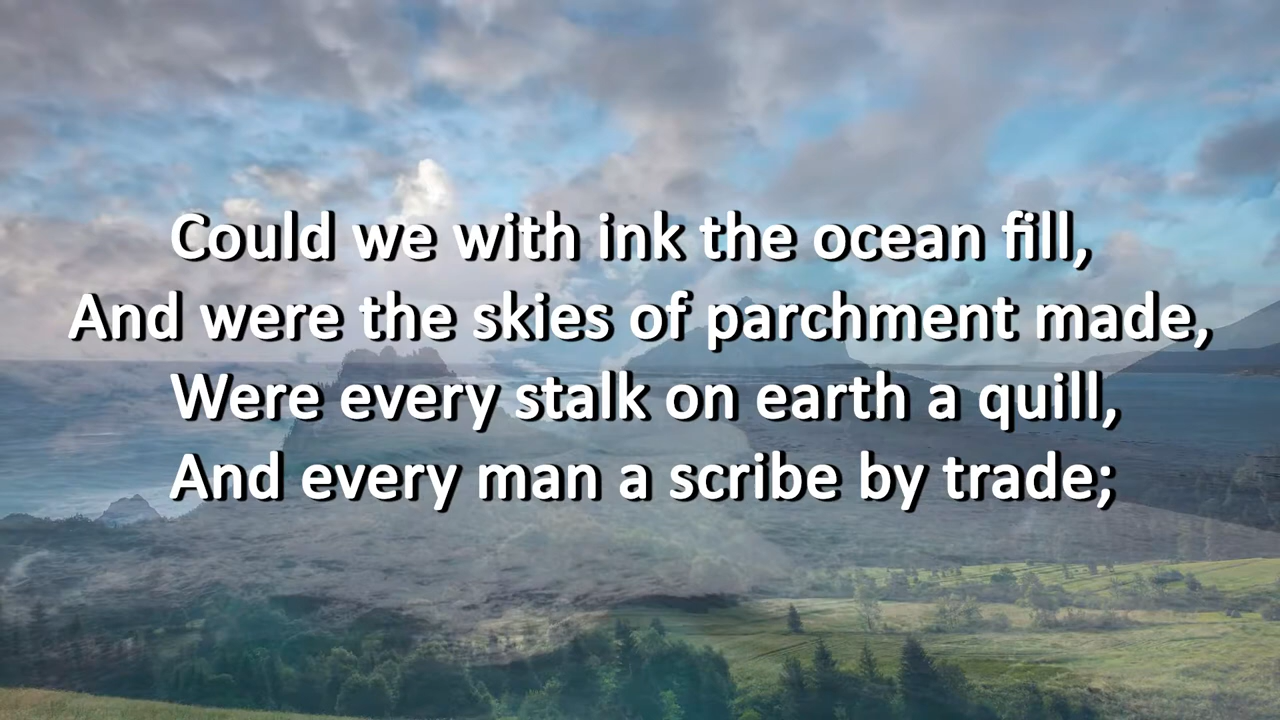 Could we with ink the ocean fill,
And were the skies of parchment made,
Were every stalk on earth a quill,
And every man a scribe by trade;